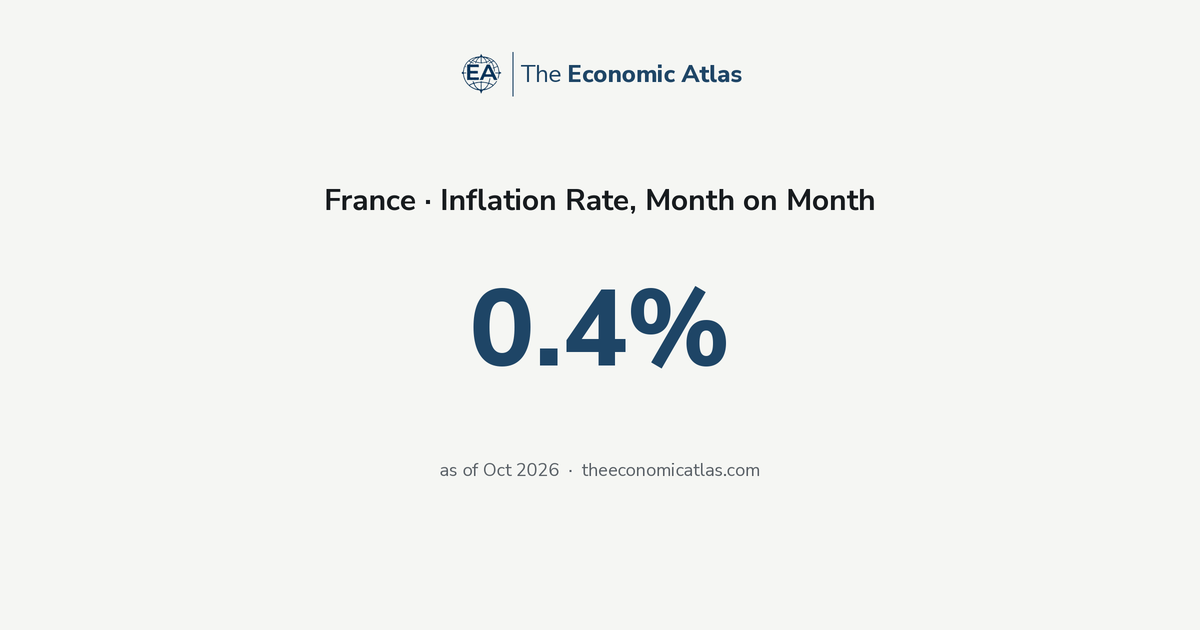 EA The Economic Atlas
France · Inflation Rate, Month on Month
0.4%
as of Oct 2026 · theeconomicatlas.com